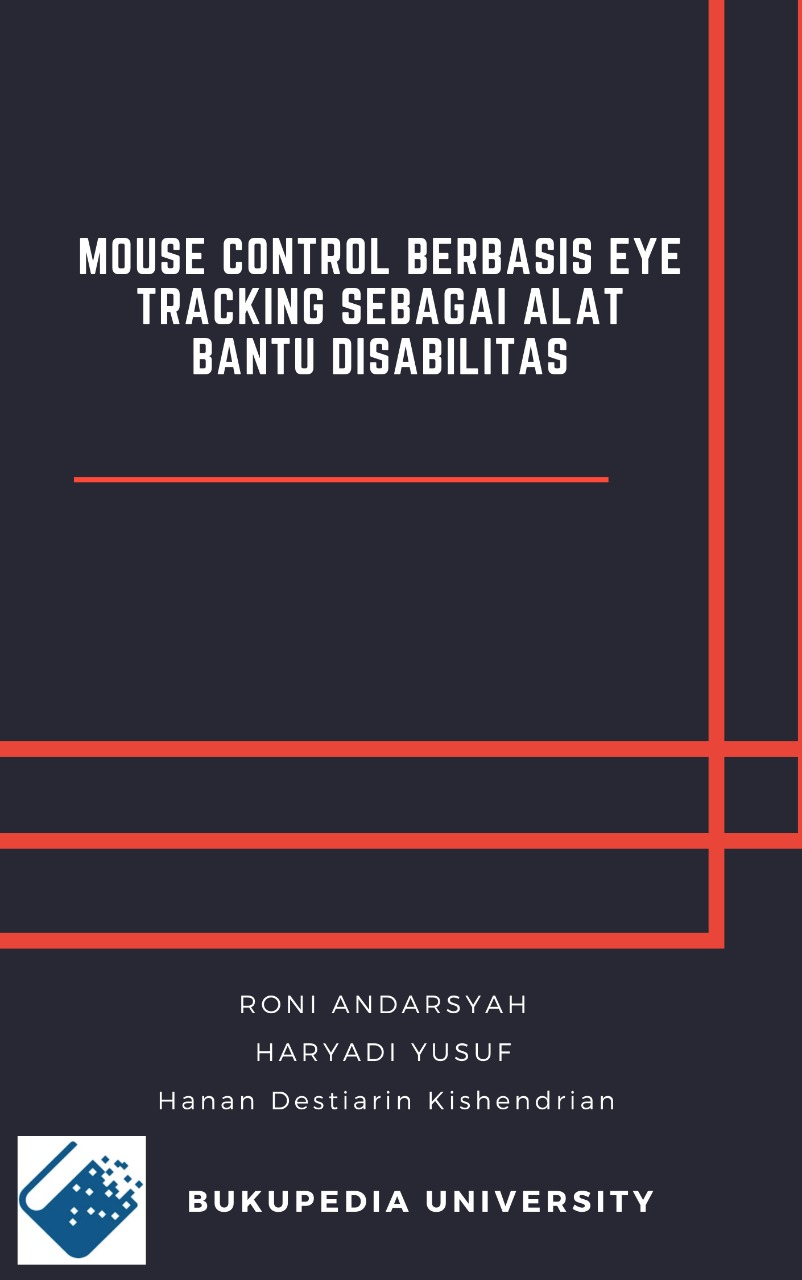 MOUSE CONTROL BERBASIS EYE
TRACKING SEBAGAI ALAT
BANTU DISABILITAS
RONI ANDARSYAH
HARYADI YUSUF
Hanan Destiarin Kishendrian
BUKUPEDIA UNIVERSITY